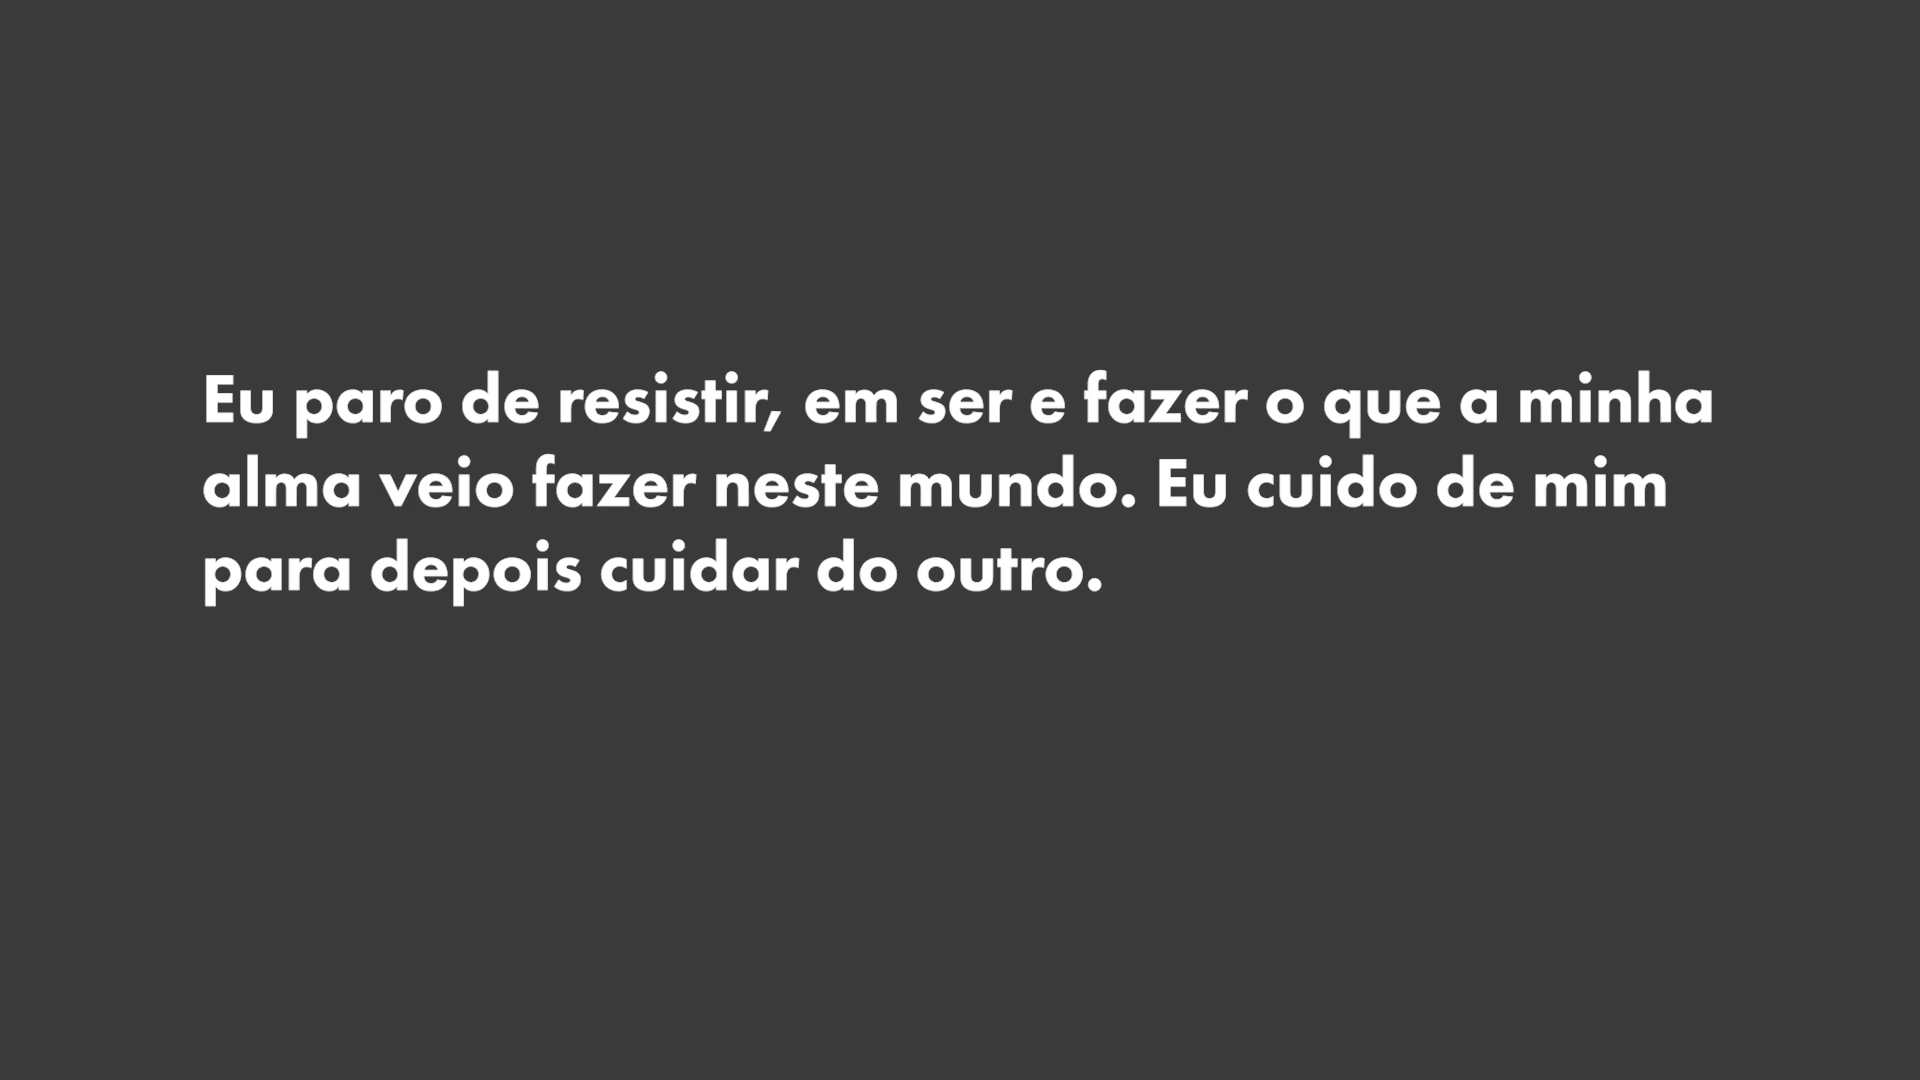 Eu paro de resistir, em ser e fazer o que a minha
alma veio fazer neste mundo. Eu cuido de mim
para depois cuidar do outro.